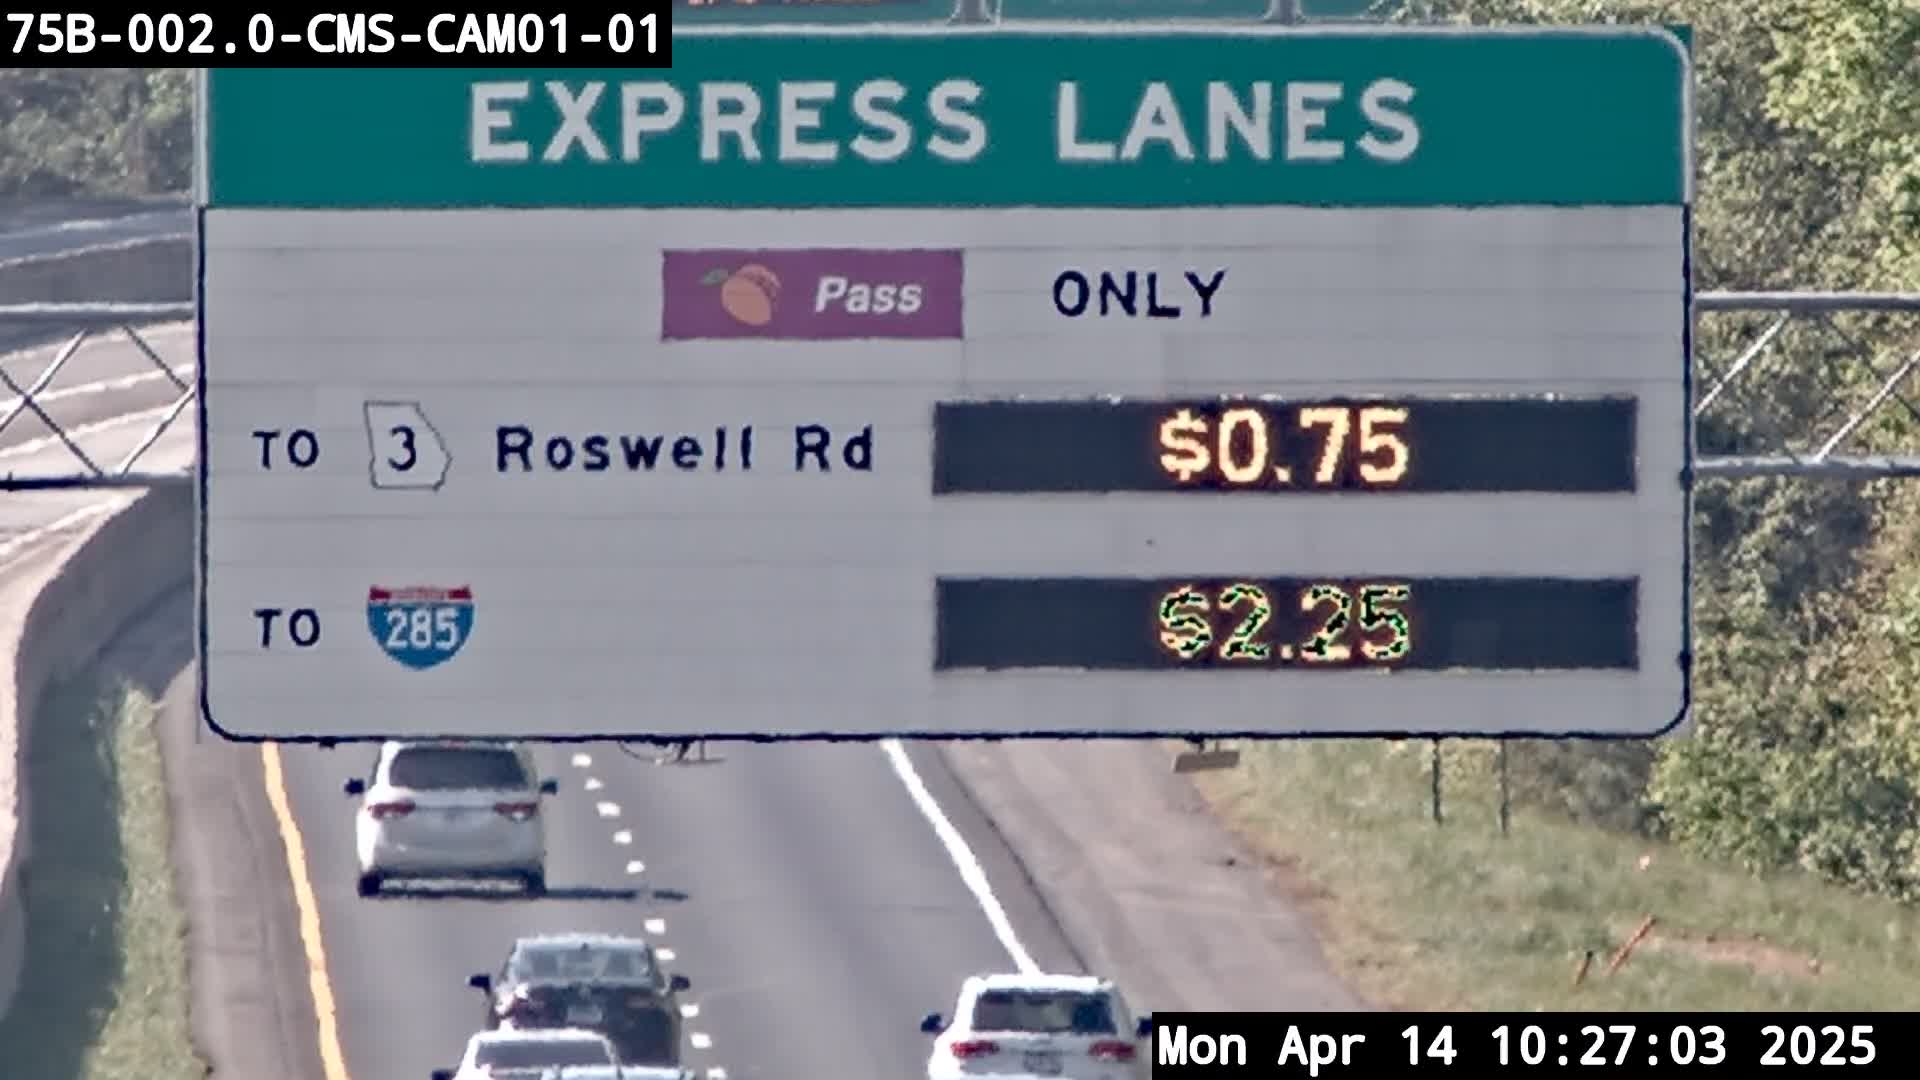 75B-002.0-CMS-CAM01-01
EXPRESS LANES
Pass ONLY
TO 3 Roswell Rd $0.75
TO 285 $2.25
Mon Apr 14 10:27:03 2025